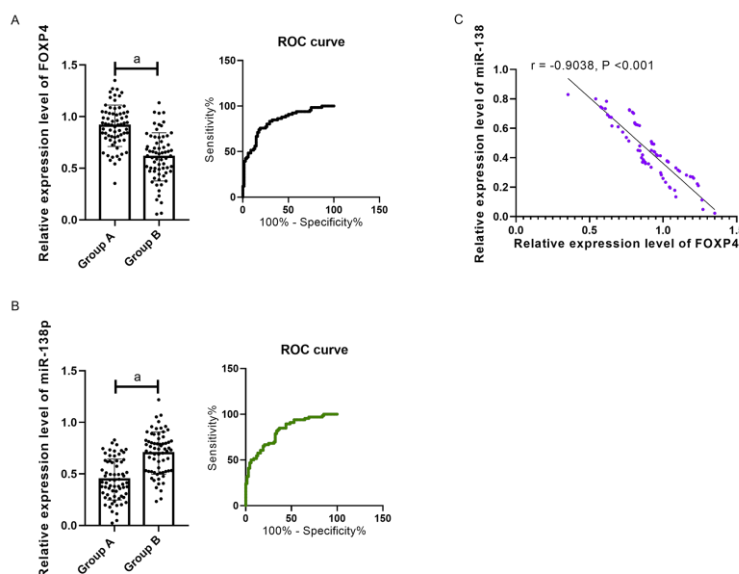 A
Relative expression level of FOXP4
1.5
1.0
0.5
0.0
a
Group A
Group B
ROC curve
Sensitivity%
150
100
50
0
0
50
100
150
100% - Specificity%
C
Relative expression level of miR-138
r = -0.9038, P <0.001
1.0
0.8
0.6
0.4
0.2
0.0
0.0
0.5
1.0
1.5
Relative expression level of FOXP4
B
Relative expression level of miR-138p
1.5
1.0
0.5
0.0
a
Group A
Group B
ROC curve
Sensitivity%
150
100
50
0
0
50
100
150
100% - Specificity%